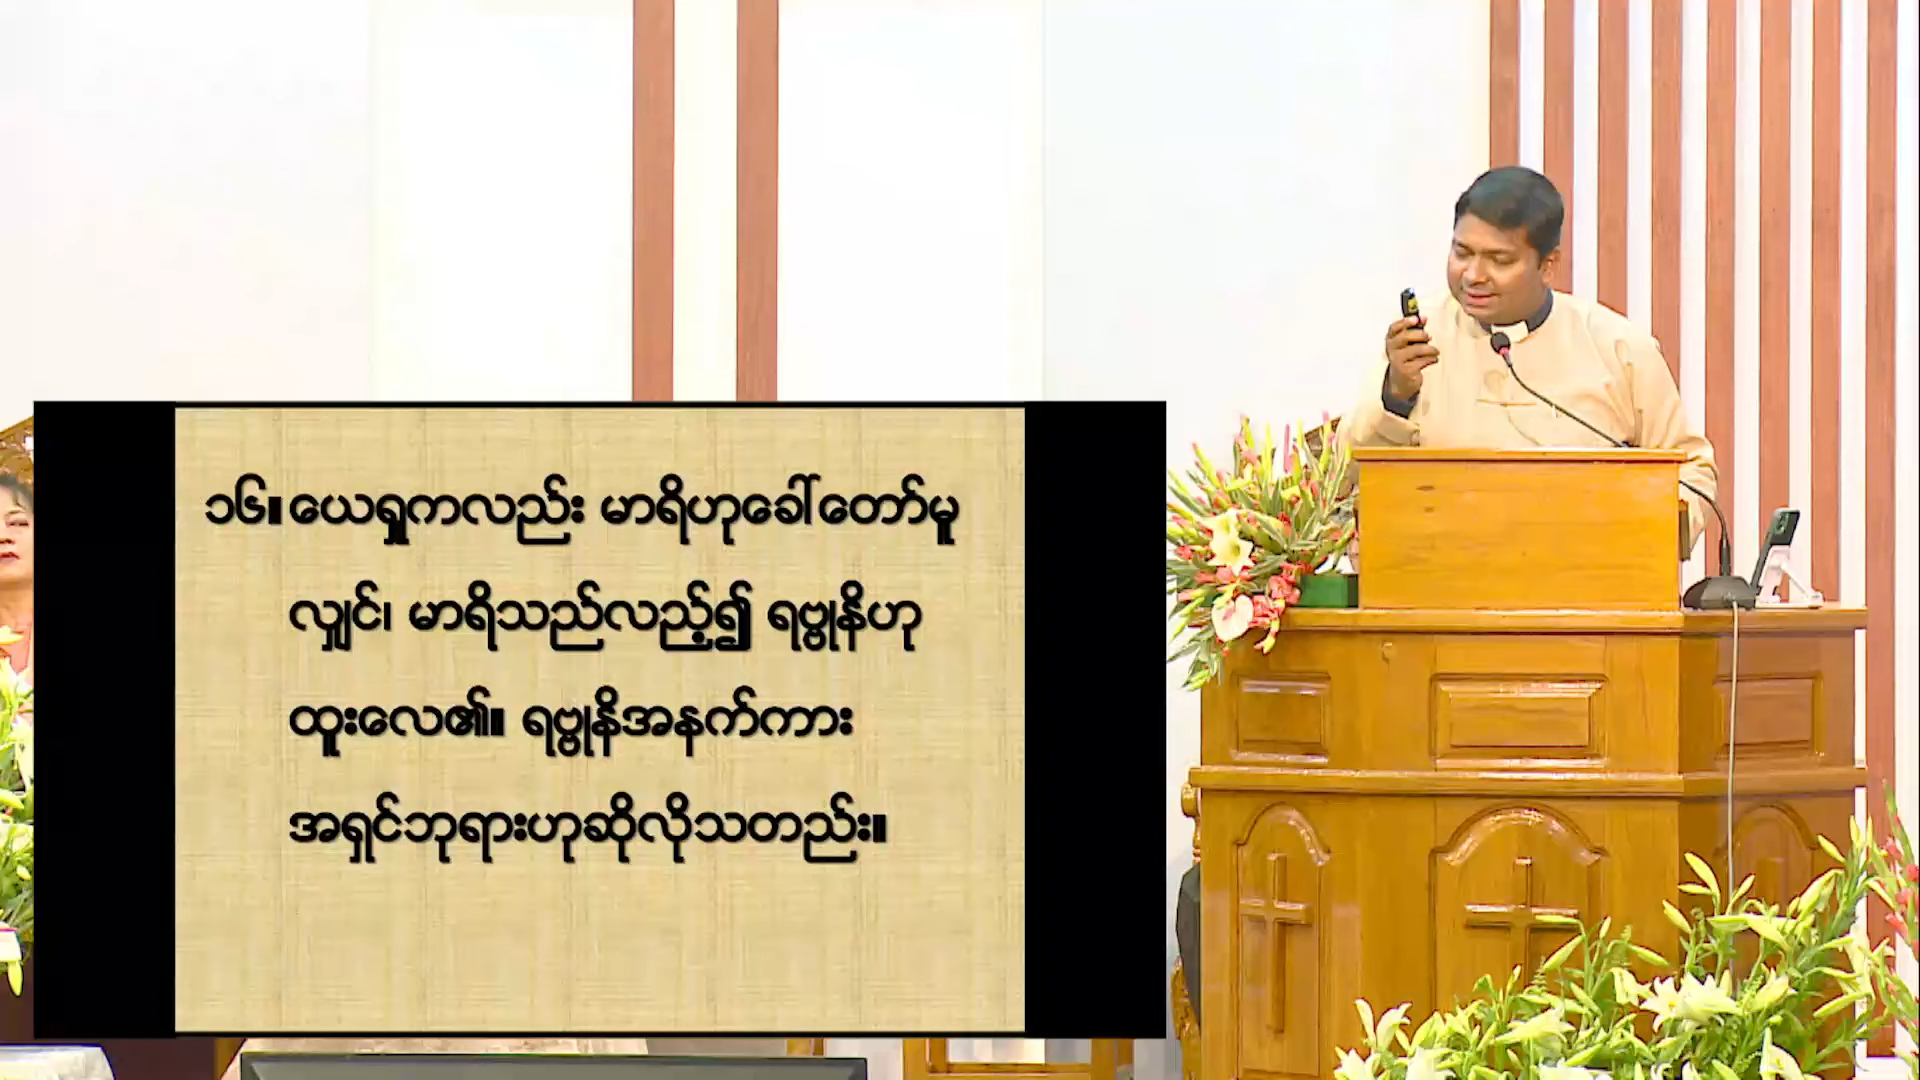 ၁၆။ ယေရှုကလည်း မာရိဟုခေါ်တော်မူ
လျှင်၊ မာရိသည်လည့်၍ ရဗ္ဗုနိဟု
ထူးလေ၏။ ရဗ္ဗုနိအနက်ကား
အရှင်ဘုရားဟုဆိုလိုသတည်း။